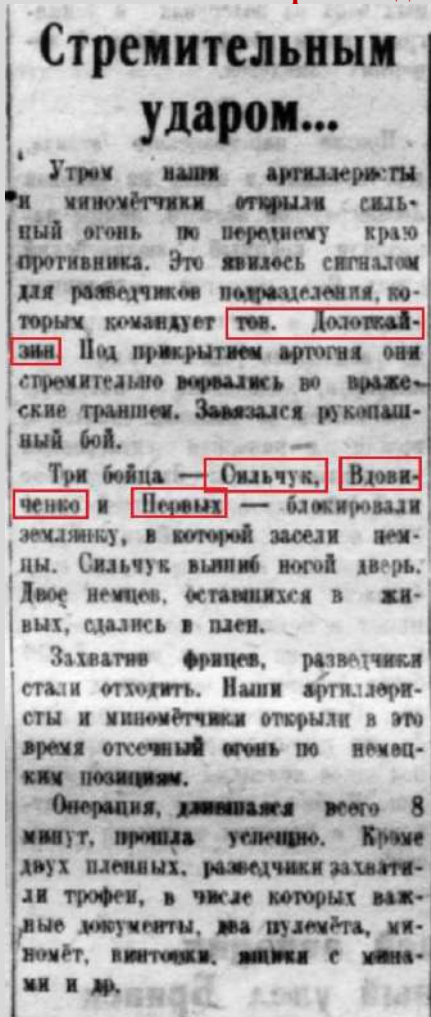 Стремительным
ударом...
Утром наши артиллеристы
и миномётчики открыли силь-
ный огонь по переднему краю
противника. Это явилось сигналом
для разведчиков подразделения, ко-
торым командует тов. Долоткай-
зин. Под прикрытием артогня они
стремительно ворвались во враже-
ские траншеи. Завязался рукопаш-
ный бой.
Три бойца — Сильчук, Вдови-
ченко и Первых — блокировали
землянку, в которой засели нем-
цы. Сильчук вышиб ногой дверь.
Двое немцев, оставшихся в жи-
вых, сдались в плен.
Захватив фрицев, разведчики
стали отходить. Наши артиллери-
сты и миномётчики открыли в это
время отсечный огонь по немец-
ким позициям.
Операция, длившаяся всего 8
минут, прошла успешно. Кроме
двух пленных, разведчики захвати-
ли трофеи, в числе которых важ-
ные документы, два пулемёта, ми-
номёт, винтовки, ящики с мина-
ми и др.